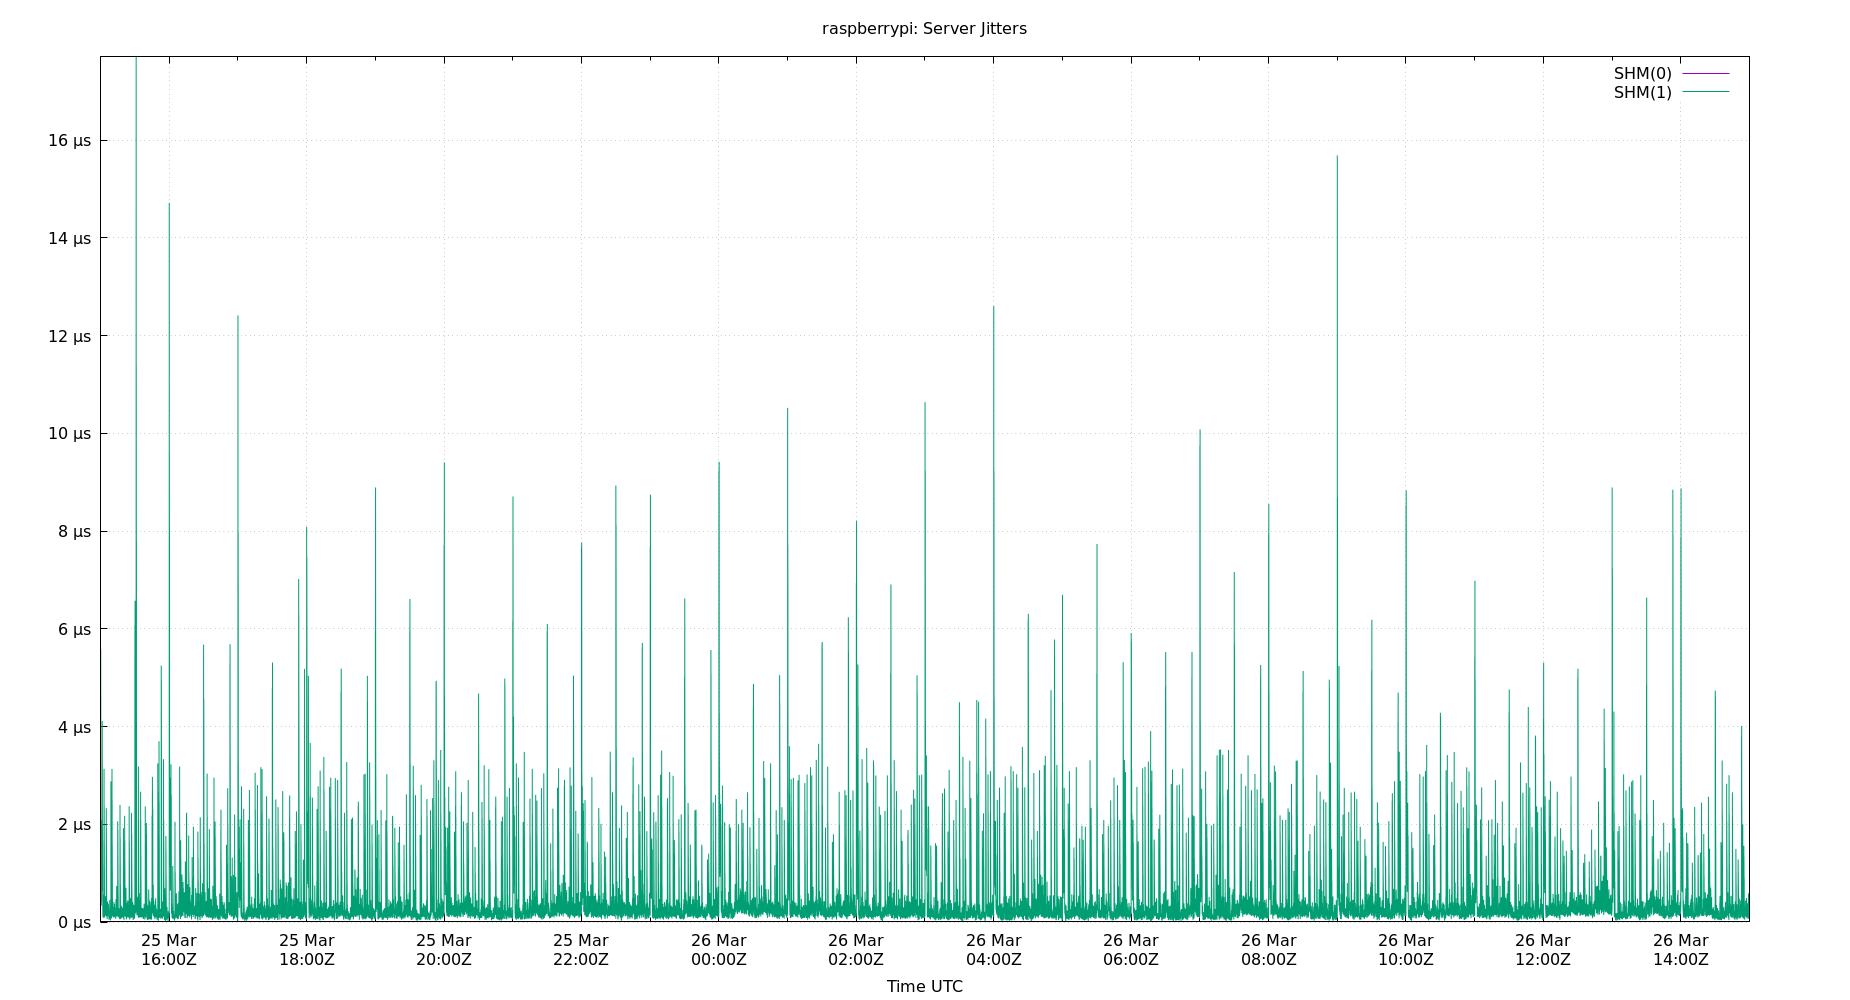 raspberrypi: Server Jitters
SHM(0)
SHM(1)
16 µs
14 µs
12 µs
10 µs
8 µs
6 µs
4 µs
2 µs
0 µs
25 Mar 25 Mar 25 Mar 25 Mar 26 Mar 26 Mar 26 Mar 26 Mar 26 Mar 26 Mar 26 Mar 26 Mar
16:00Z 18:00Z 20:00Z 22:00Z 00:00Z 02:00Z 04:00Z 06:00Z 08:00Z 10:00Z 12:00Z 14:00Z
Time UTC